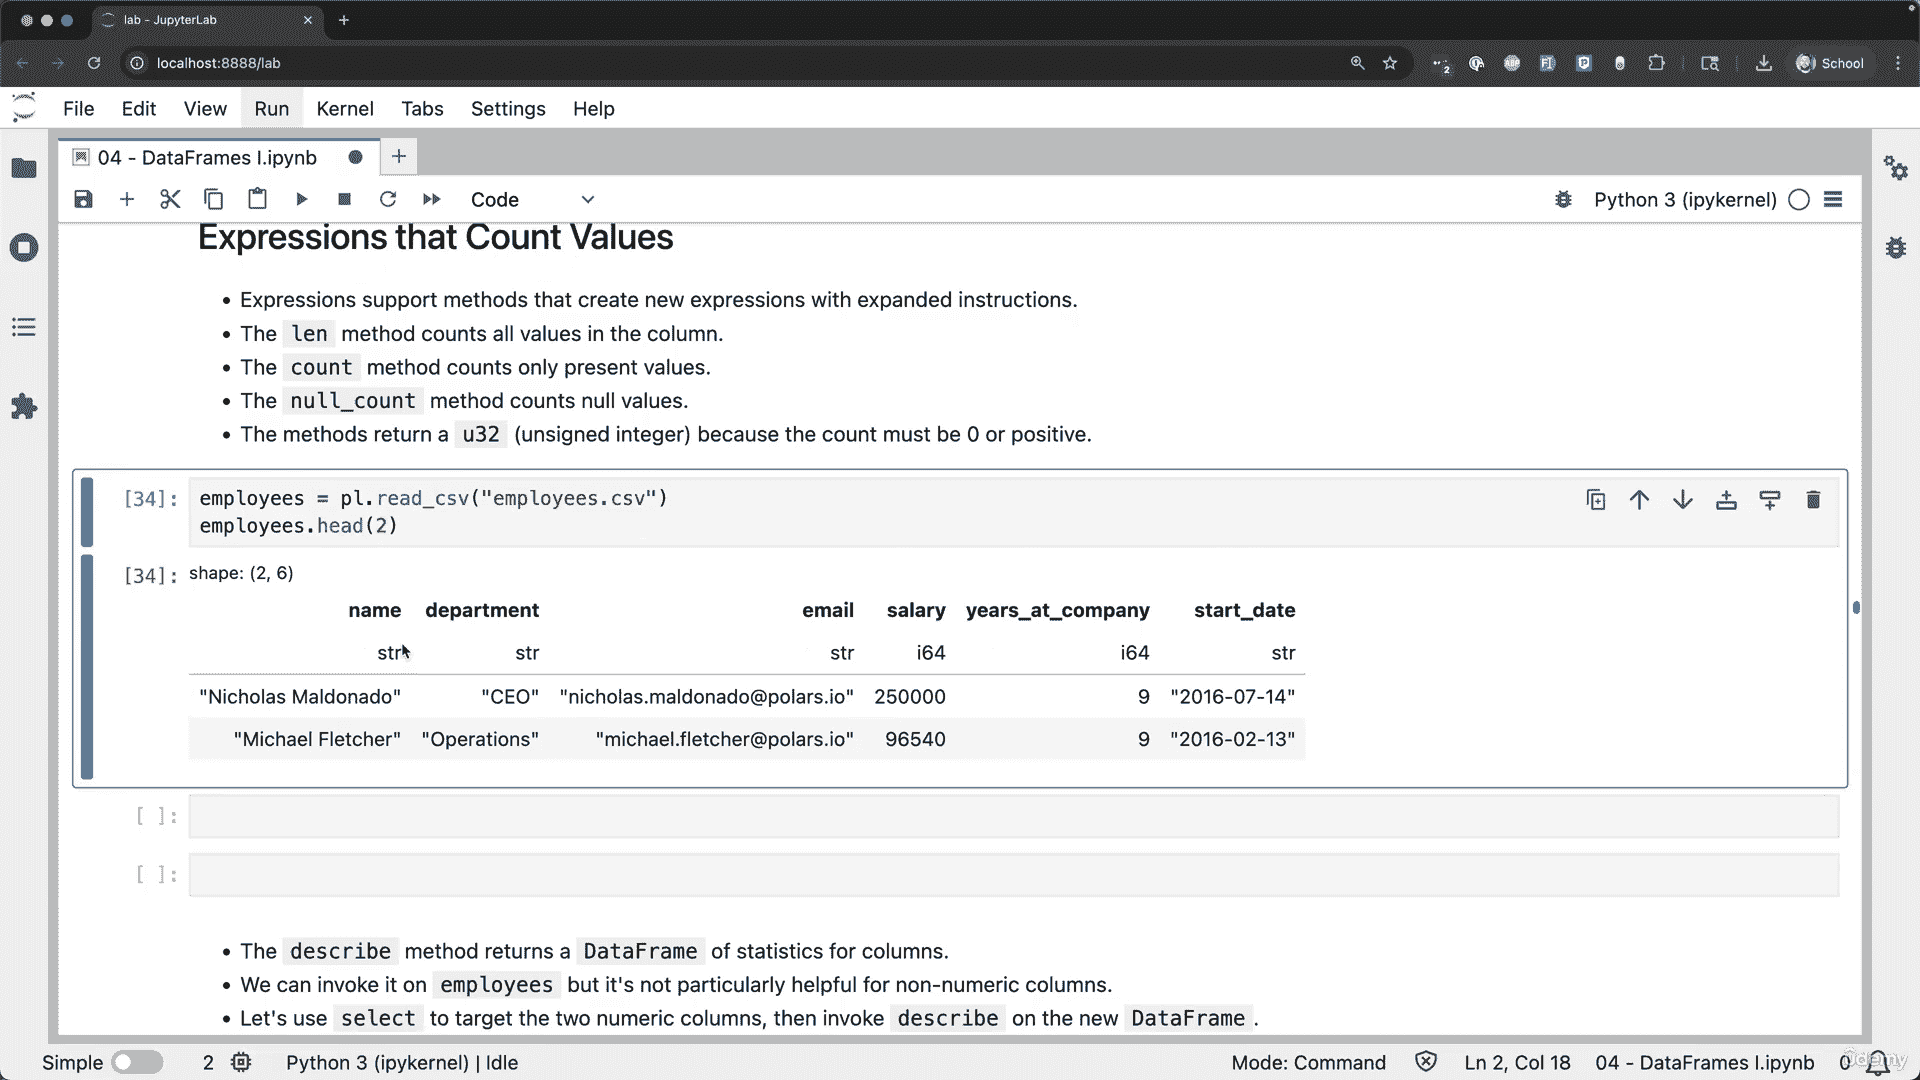 lab - JupyterLab
localhost:8888/lab
2
School
File Edit View Run Kernel Tabs Settings Help
04 - DataFrames I.ipynb
Code
Python 3 (ipykernel)
Expressions that Count Values
• Expressions support methods that create new expressions with expanded instructions.
• The len method counts all values in the column.
• The count method counts only present values.
• The null_count method counts null values.
• The methods return a u32 (unsigned integer) because the count must be 0 or positive.
[34]: employees = pl.read_csv("employees.csv")
employees.head(2)
[34]: shape: (2, 6)
name department email salary years_at_company start_date
str str str i64 i64 str
"Nicholas Maldonado" "CEO" "nicholas.maldonado@polars.io" 250000 9 "2016-07-14"
"Michael Fletcher" "Operations" "michael.fletcher@polars.io" 96540 9 "2016-02-13"
[ ]:
[ ]:
• The describe method returns a DataFrame of statistics for columns.
• We can invoke it on employees but it's not particularly helpful for non-numeric columns.
• Let's use select to target the two numeric columns, then invoke describe on the new DataFrame.
Simple 2 Python 3 (ipykernel) | Idle Mode: Command Ln 2, Col 18 04 - DataFrames I.ipynb 0